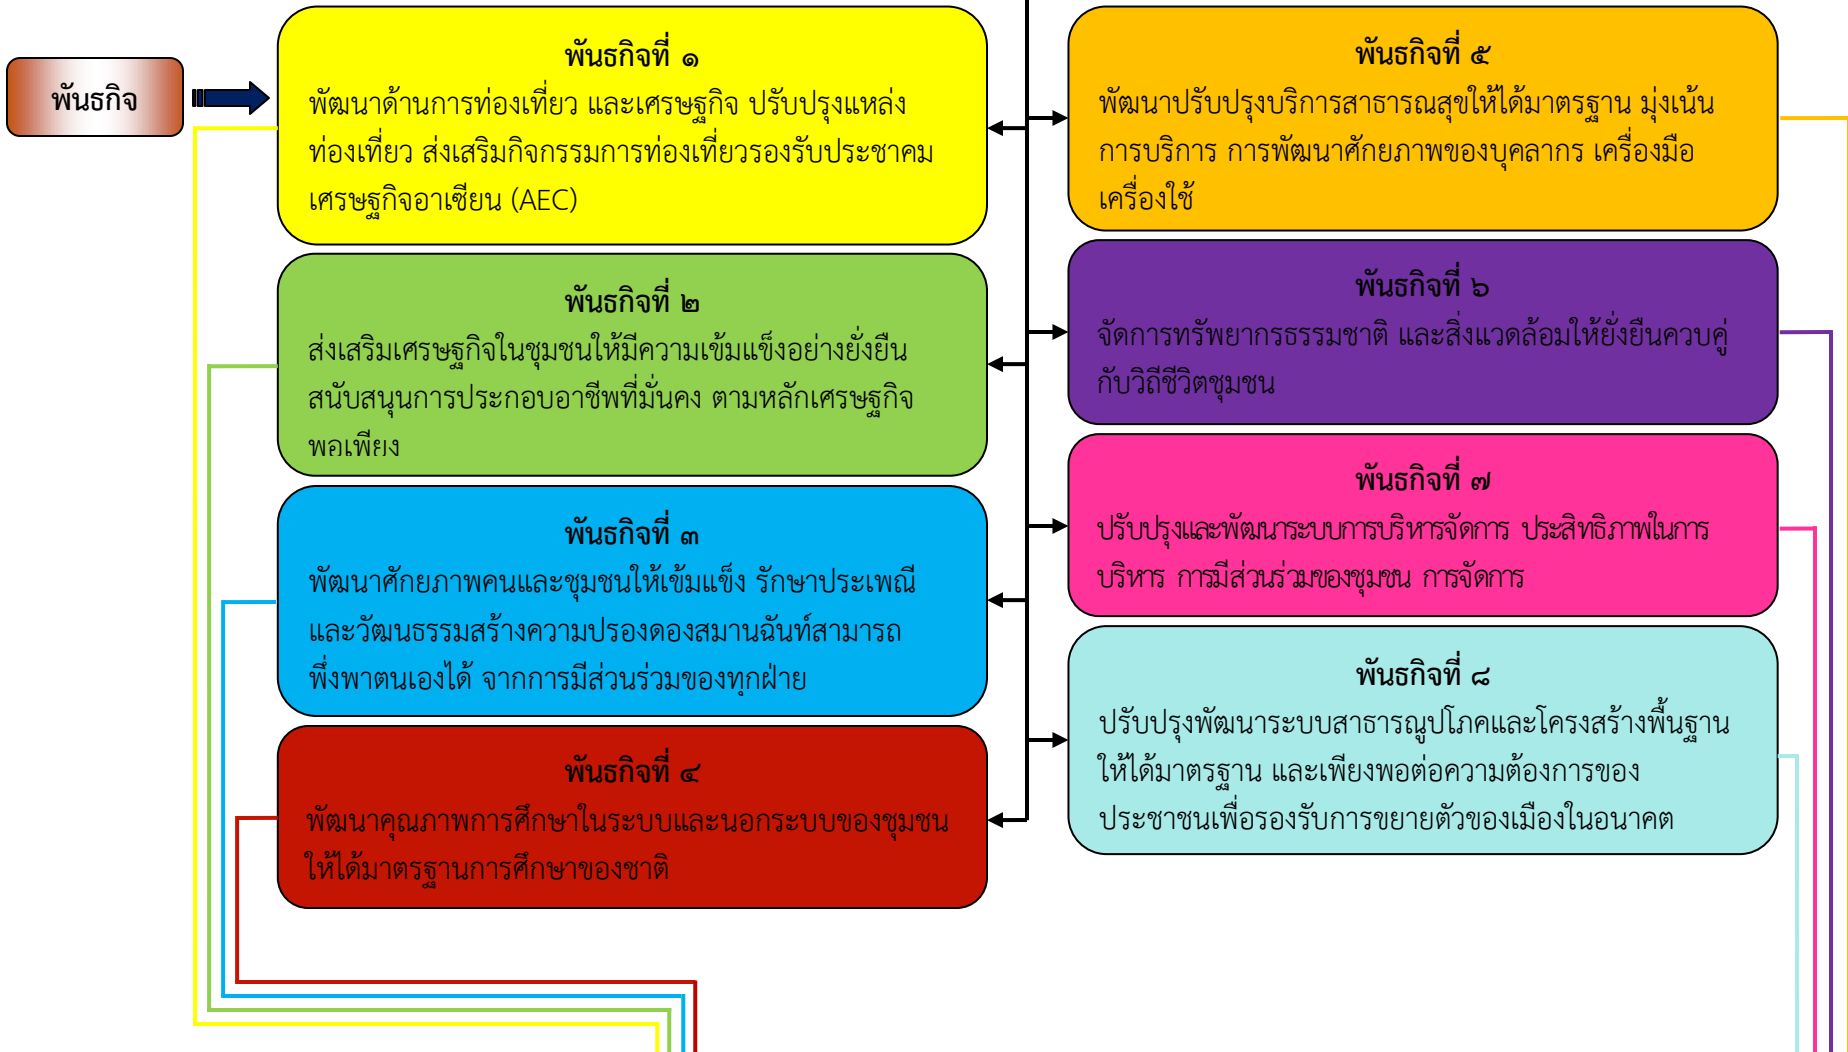 พันธกิจ
พันธกิจที่ ๑
พัฒนาด้านการท่องเที่ยว และเศรษฐกิจ ปรับปรุงแหล่ง
ท่องเที่ยว ส่งเสริมกิจกรรมการท่องเที่ยวรองรับประชาคม
เศรษฐกิจอาเซียน (AEC)
พันธกิจที่ ๒
ส่งเสริมเศรษฐกิจในชุมชนให้มีความเข้มแข็งอย่างยั่งยืน
สนับสนุนการประกอบอาชีพที่มั่นคง ตามหลักเศรษฐกิจ
พอเพียง
พันธกิจที่ ๓
พัฒนาศักยภาพคนและชุมชนให้เข้มแข็ง รักษาประเพณี
และวัฒนธรรมสร้างความปรองดองสมานฉันท์สามารถ
พึ่งพาตนเองได้ จากการมีส่วนร่วมของทุกฝ่าย
พันธกิจที่ ๔
พัฒนาคุณภาพการศึกษาในระบบและนอกระบบของชุมชน
ให้ได้มาตรฐานการศึกษาของชาติ
พันธกิจที่ ๕
พัฒนาปรับปรุงบริการสาธารณสุขให้ได้มาตรฐาน มุ่งเน้น
การบริการ การพัฒนาศักยภาพของบุคลากร เครื่องมือ
เครื่องใช้
พันธกิจที่ ๖
จัดการทรัพยากรธรรมชาติ และสิ่งแวดล้อมให้ยั่งยืนควบคู่
กับวิถีชีวิตชุมชน
พันธกิจที่ ๗
ปรับปรุงและพัฒนาระบบการบริหารจัดการ ประสิทธิภาพในการ
บริหาร การมีส่วนร่วมของชุมชน การจัดการ
พันธกิจที่ ๘
ปรับปรุงพัฒนาระบบสาธารณูปโภคและโครงสร้างพื้นฐาน
ให้ได้มาตรฐาน และเพียงพอต่อความต้องการของ
ประชาชนเพื่อรองรับการขยายตัวของเมืองในอนาคต